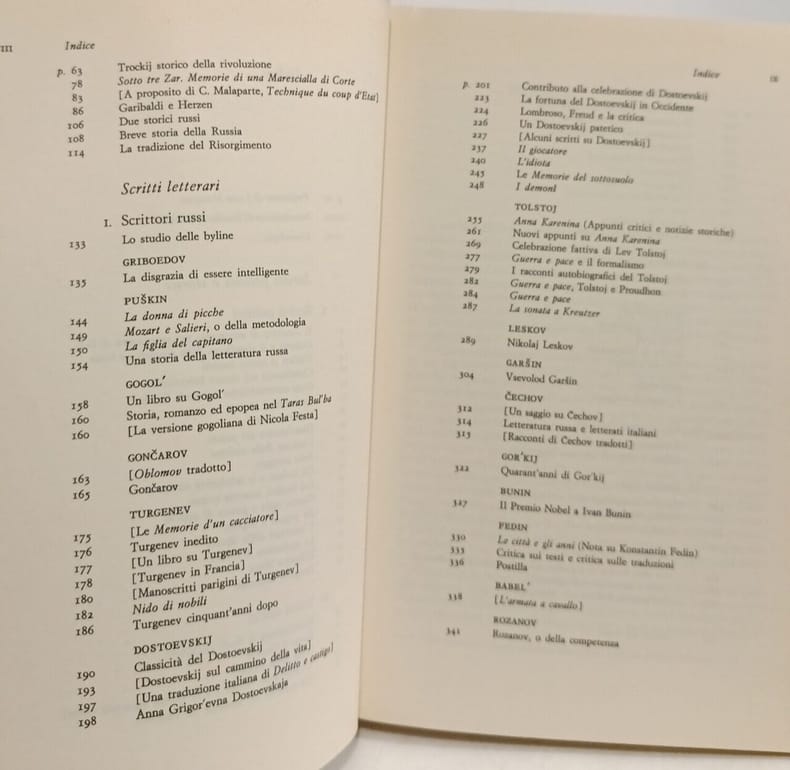 III Indice
p. 63 Trockij storico della rivoluzione
78 Sotto tre Zar. Memorie di una Marescialla di Corte
83 [A proposito di C. Malaparte, Technique du coup d'Etat]
86 Garibaldi e Herzen
106 Due storici russi
108 Breve storia della Russia
114 La tradizione del Risorgimento
Scritti letterari
1. Scrittori russi
133 Lo studio delle byline
GRIBOEDOV
135 La disgrazia di essere intelligente
PUŠKIN
144 La donna di picche
149 Mozart e Salieri, o della metodologia
150 La figlia del capitano
154 Una storia della letteratura russa
GOGOL'
158 Un libro su Gogol'
160 Storia, romanzo ed epopea nel Taras Bul'ba
160 [La versione gogoliana di Nicola Festa]
GONČAROV
163 [Oblomov tradotto]
165 Gončarov
TURGENEV
175 [Le Memorie d'un cacciatore]
176 Turgenev inedito
177 [Un libro su Turgenev]
178 [Turgenev in Francia]
180 [Manoscritti parigini di Turgenev]
182 Nido di nobili
186 Turgenev cinquant'anni dopo
DOSTOEVSKIJ
190 Classicità del Dostoevskij
193 [Dostoevskij sul cammino della vita]
197 [Una traduzione italiana di Delitto e castigo]
198 Anna Grigor'evna Dostoevskaja
Indice
p. 201 Contributo alla celebrazione di Dostoevskij
223 La fortuna del Dostoevskij in Occidente
224 Lombroso, Freud e la critica
226 Un Dostoevskij patetico
227 [Alcuni scritti su Dostoevskij]
237 Il giocatore
240 L'idiota
245 Le Memorie del sottosuolo
248 I demoni
TOLSTOJ
255 Anna Karenina (Appunti critici e notizie storiche)
261 Nuovi appunti su Anna Karenina
269 Celebrazione fattiva di Lev Tolstoj
277 Guerra e pace e il formalismo
279 I racconti autobiografici del Tolstoj
282 Guerra e pace, Tolstoj e Proudhon
284 Guerra e pace
287 La sonata a Kreutzer
LESKOV
289 Nikolaj Leskov
GARŠIN
304 Vsevolod Garšin
ČECHOV
312 [Un saggio su Čechov]
314 Letteratura russa e letterati italiani
315 [Racconti di Čechov tradotti]
GOR'KIJ
322 Quarant'anni di Gor'kij
BUNIN
327 Il Premio Nobel a Ivan Bunin
FEDIN
330 Le città e gli anni (Nota su Konstantin Fedin)
333 Critica sui testi e critica sulle traduzioni
336 Postilla
BABEL'
338 [L'armata a cavallo]
ROZANOV
341 Rozanov, o della competenza